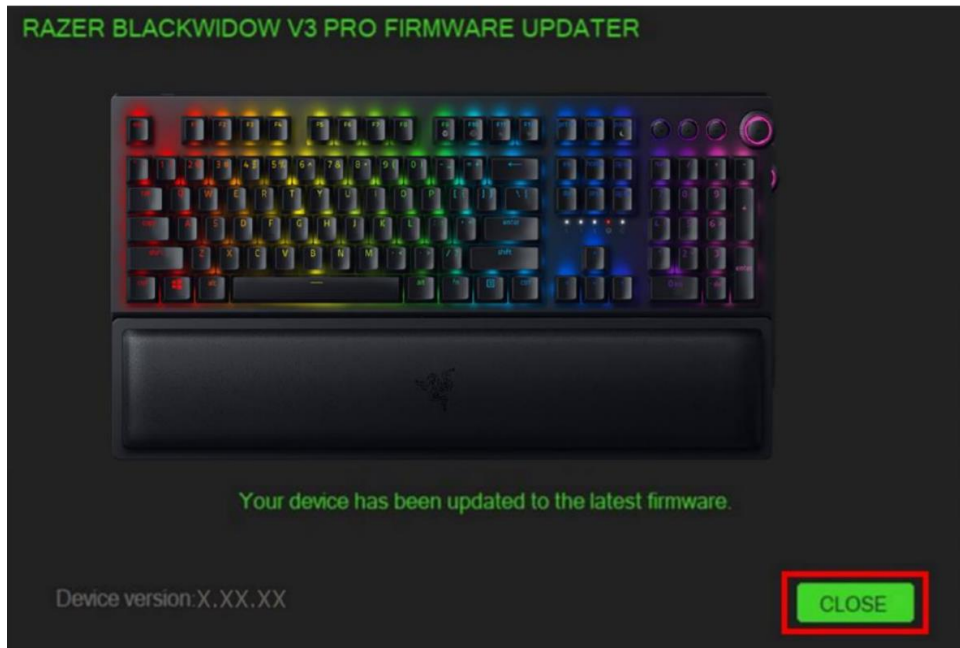 RAZER BLACKWIDOW V3 PRO FIRMWARE UPDATER
Your device has been updated to the latest firmware.
Device version:X.XX.XX
CLOSE